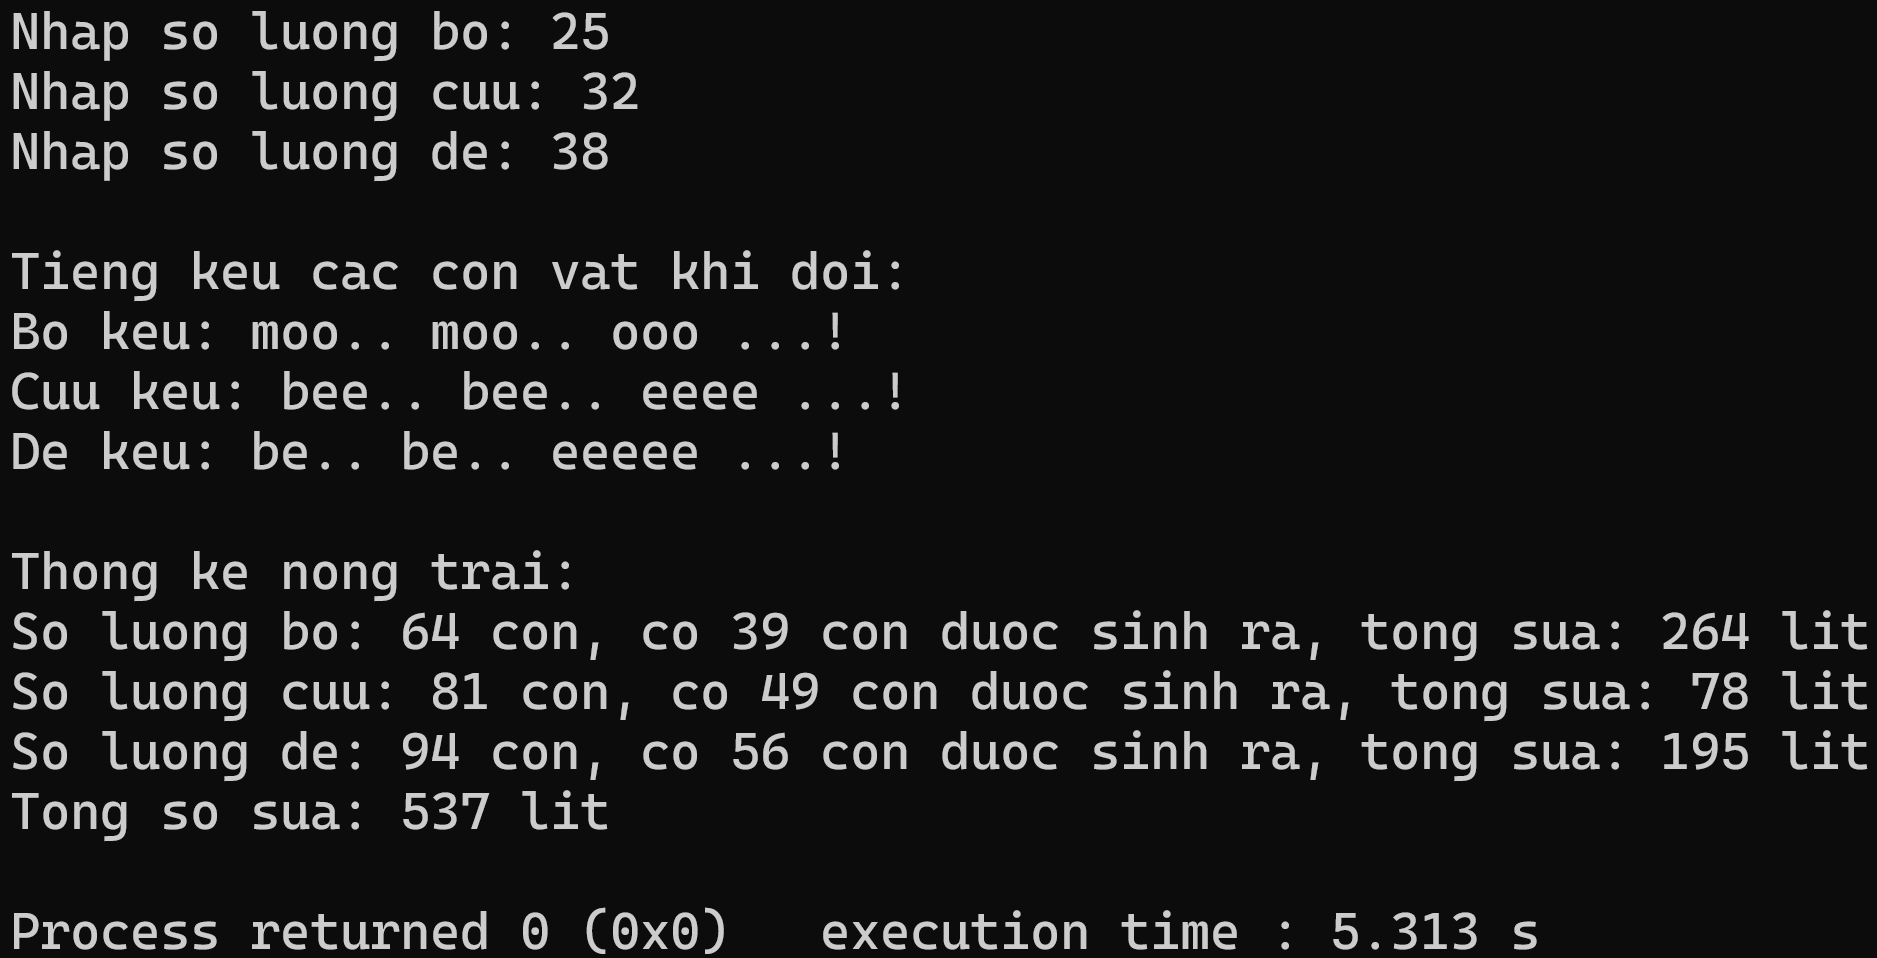 Nhap so luong bo: 25
Nhap so luong cuu: 32
Nhap so luong de: 38
Tieng keu cac con vat khi doi:
Bo keu: moo.. moo.. ooo ...!
Cuu keu: bee.. bee.. eeee ...!
De keu: be.. be.. eeeee ...!
Thong ke nong trai:
So luong bo: 64 con, co 39 con duoc sinh ra, tong sua: 264 lit
So luong cuu: 81 con, co 49 con duoc sinh ra, tong sua: 78 lit
So luong de: 94 con, co 56 con duoc sinh ra, tong sua: 195 lit
Tong so sua: 537 lit
Process returned 0 (0x0)   execution time : 5.313 s